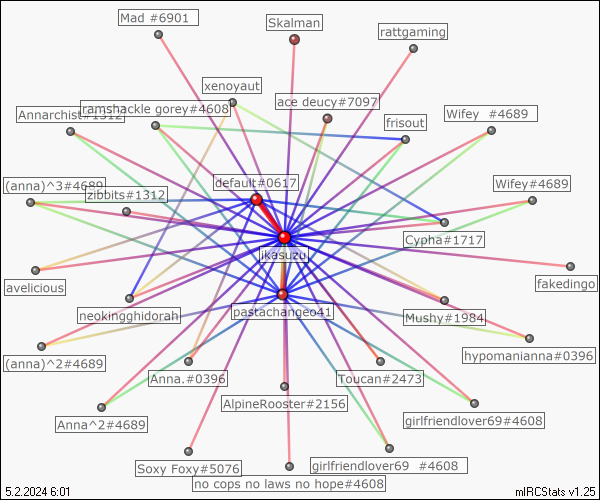 Mad #6901
Skalman
rattgaming
xenoyaut
ace deucy#7097
ramshackle gorey#4608
Annarchist#1312
frisout
Wifey  #4689
default#0617
(anna)^3#4689
zibbits#1312
Wifey#4689
Cypha#1717
ikasuzu
avelicious
fakedingo
neokingghidorah
pastachangeo41
Mushy#1984
(anna)^2#4689
hypomanianna#0396
Anna.#0396
Toucan#2473
AlpineRooster#2156
Anna^2#4689
girlfriendlover69#4608
Soxy Foxy#5076
girlfriendlover69  #4608
no cops no laws no hope#4608
5.2.2024 6:01
mIRCStats v1.25